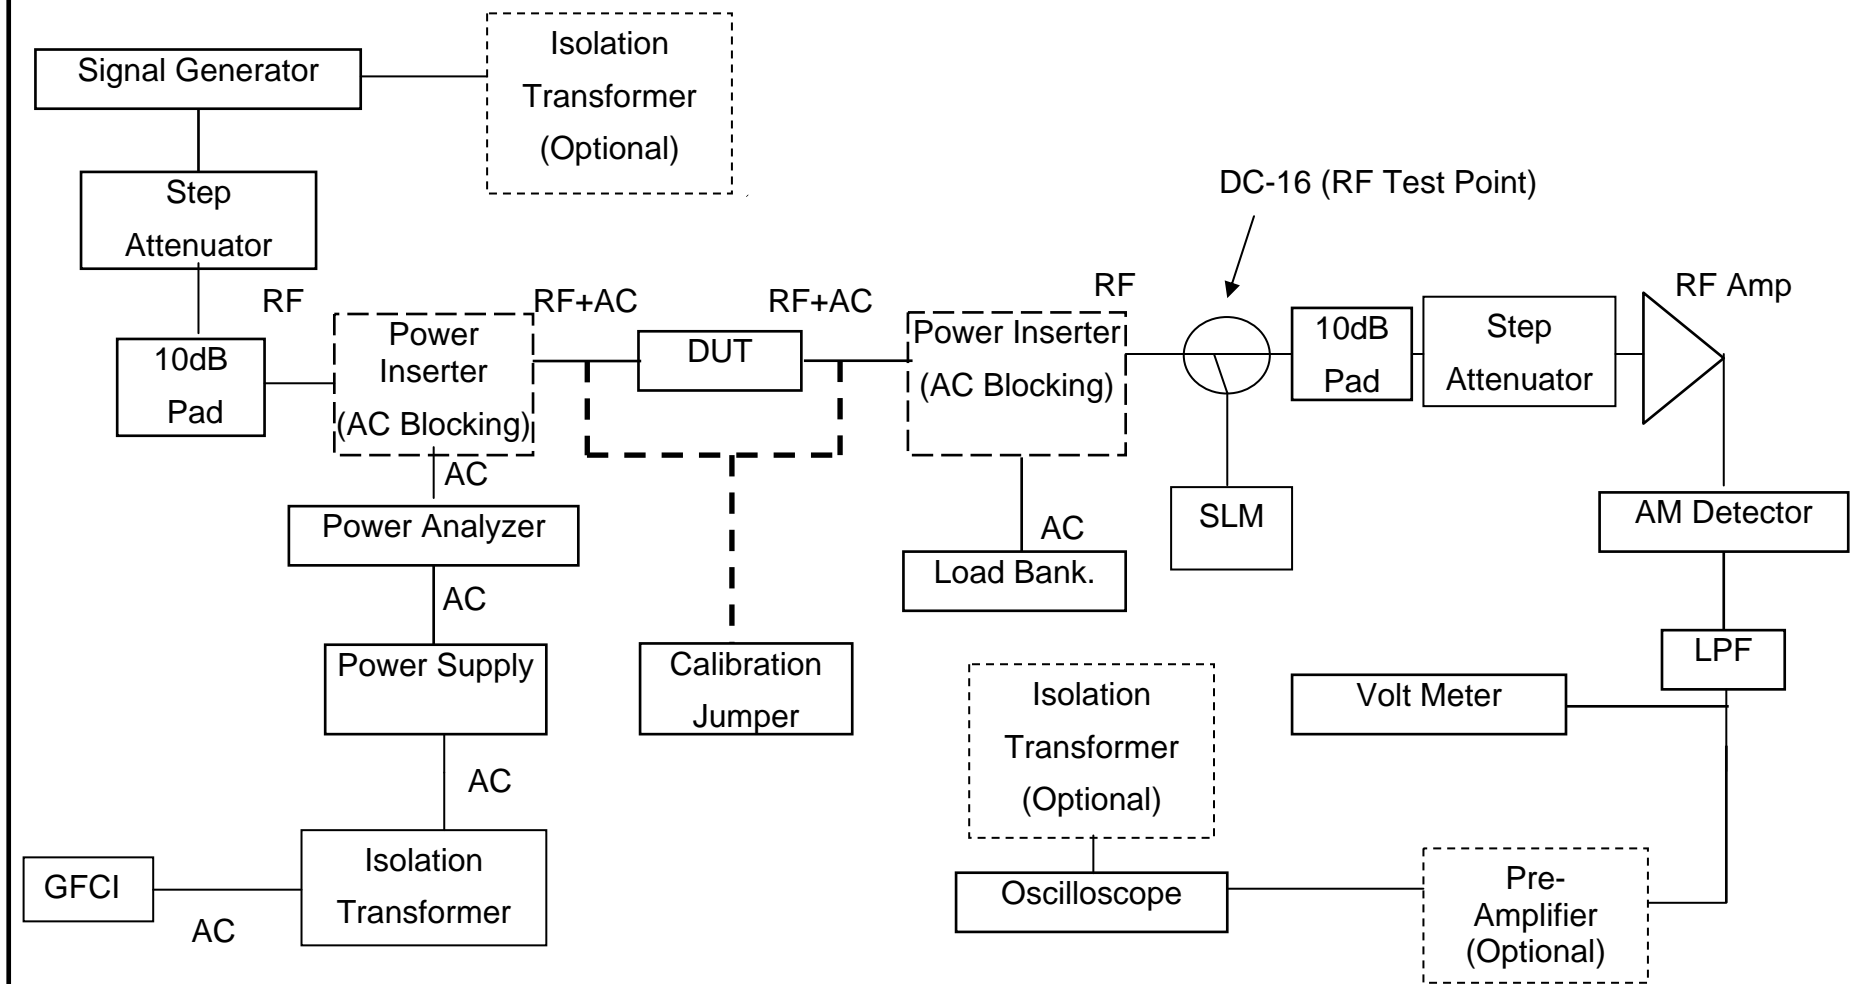 Signal Generator
Isolation
Transformer
(Optional)
Step
Attenuator
DC-16 (RF Test Point)
RF
RF+AC
RF+AC
RF
RF Amp
10dB
Pad
Power
Inserter
(AC Blocking)
DUT
Power Inserter
(AC Blocking)
10dB
Pad
Step
Attenuator
AC
Power Analyzer
AC
Power Supply
AC
Calibration
Jumper
AC
Load Bank.
SLM
AM Detector
LPF
Volt Meter
Isolation
Transformer
(Optional)
Oscilloscope
Pre-
Amplifier
(Optional)
GFCI
AC
Isolation
Transformer